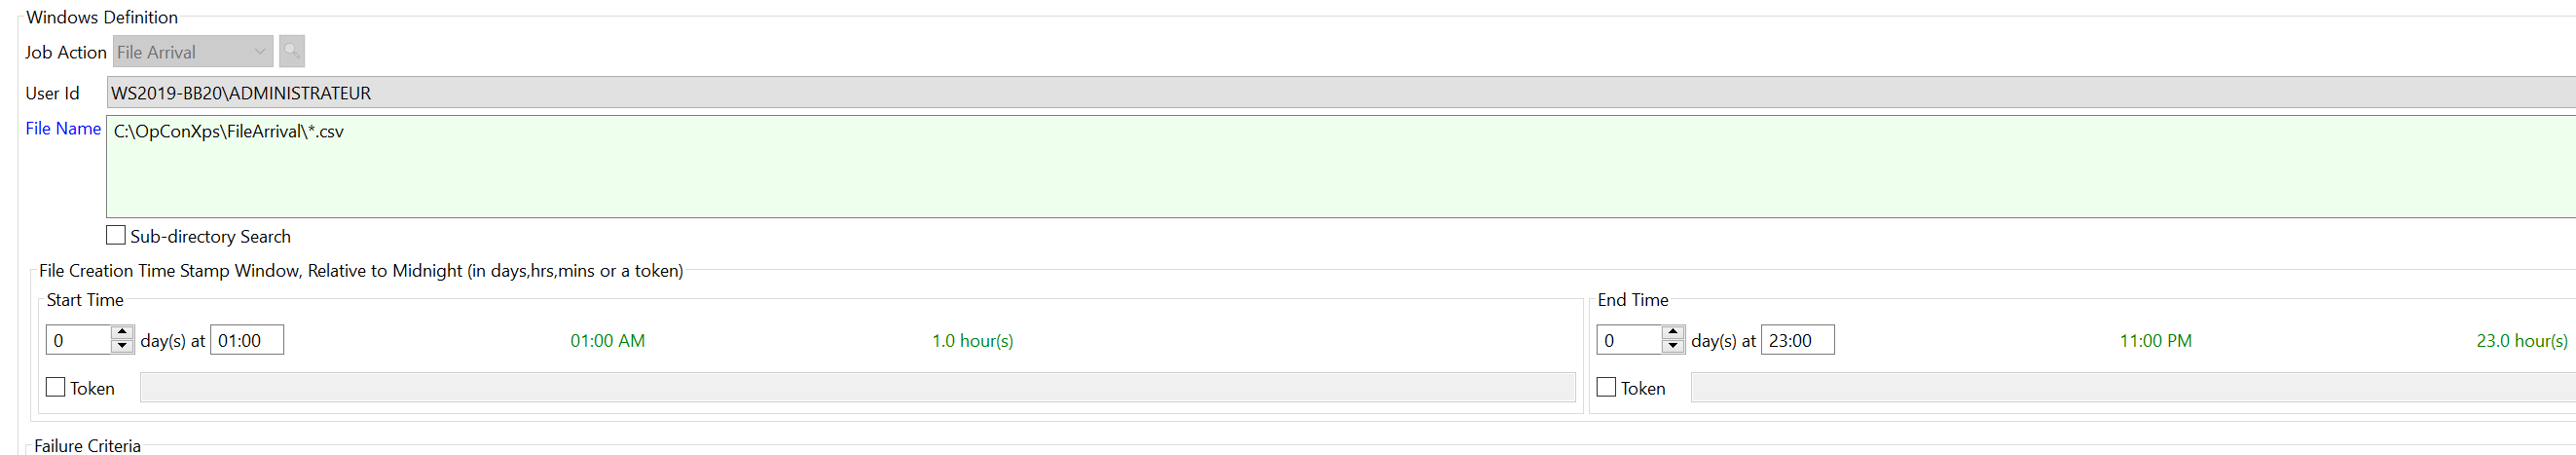 Windows Definition
Job Action File Arrival
User Id WS2019-BB20\ADMINISTRATEUR
File Name C:\OpConXps\FileArrival\*.csv
Sub-directory Search
File Creation Time Stamp Window, Relative to Midnight (in days,hrs,mins or a token)
Start Time End Time
0 day(s) at 01:00 01:00 AM 1.0 hour(s) 0 day(s) at 23:00 11:00 PM 23.0 hour(s)
Token Token
Failure Criteria